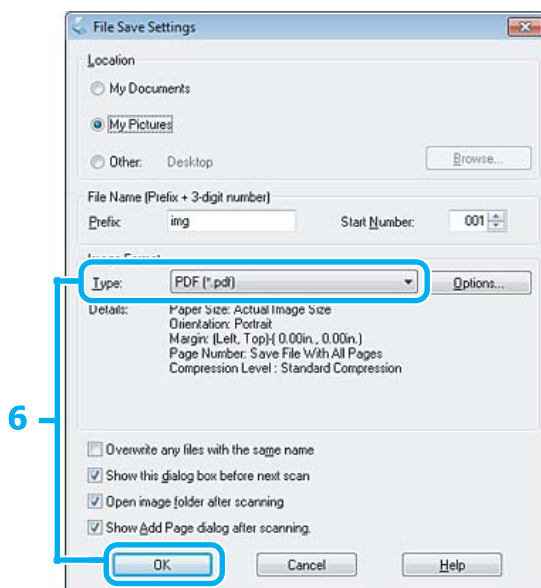 File Save Settings
Location
My Documents
My Pictures
Other: Desktop Browse...
File Name (Prefix + 3-digit number)
Prefix: img Start Number: 001
Image Format
Type: PDF (*.pdf) Options...
Details: Paper Size: Actual Image Size
Orientation: Portrait
Margin: (Left, Top)( 0.00in., 0.00in.)
Page Number: Save File With All Pages
Compression Level : Standard Compression
6
Overwrite any files with the same name
Show this dialog box before next scan
Open image folder after scanning
Show Add Page dialog after scanning.
OK Cancel Help